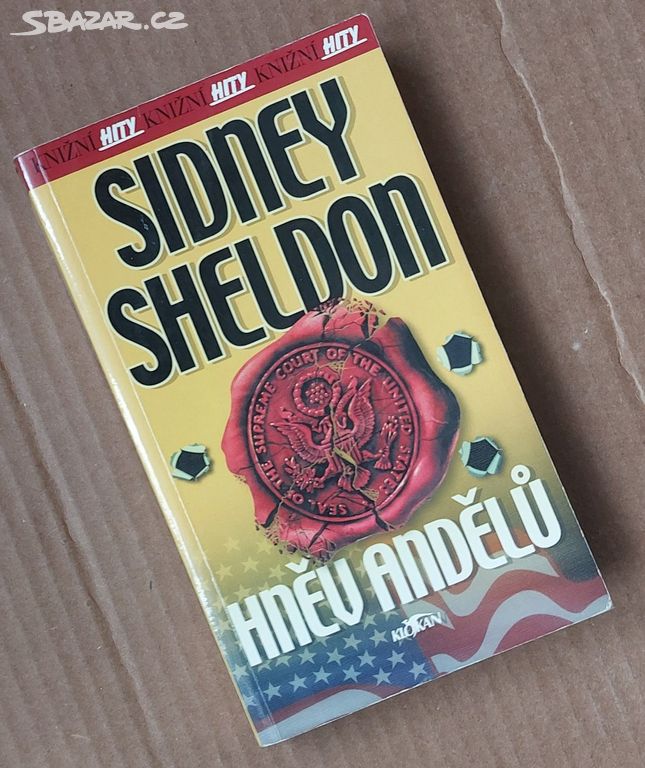 SBAZAR.CZ
KNIŽNÍ HITY KNIŽNÍ HITY KNIŽNÍ HITY
SIDNEY
SHELDON
SEAL OF THE SUPREME COURT OF THE UNITED STATES
HNĚV ANDĚLŮ
KLOKAN